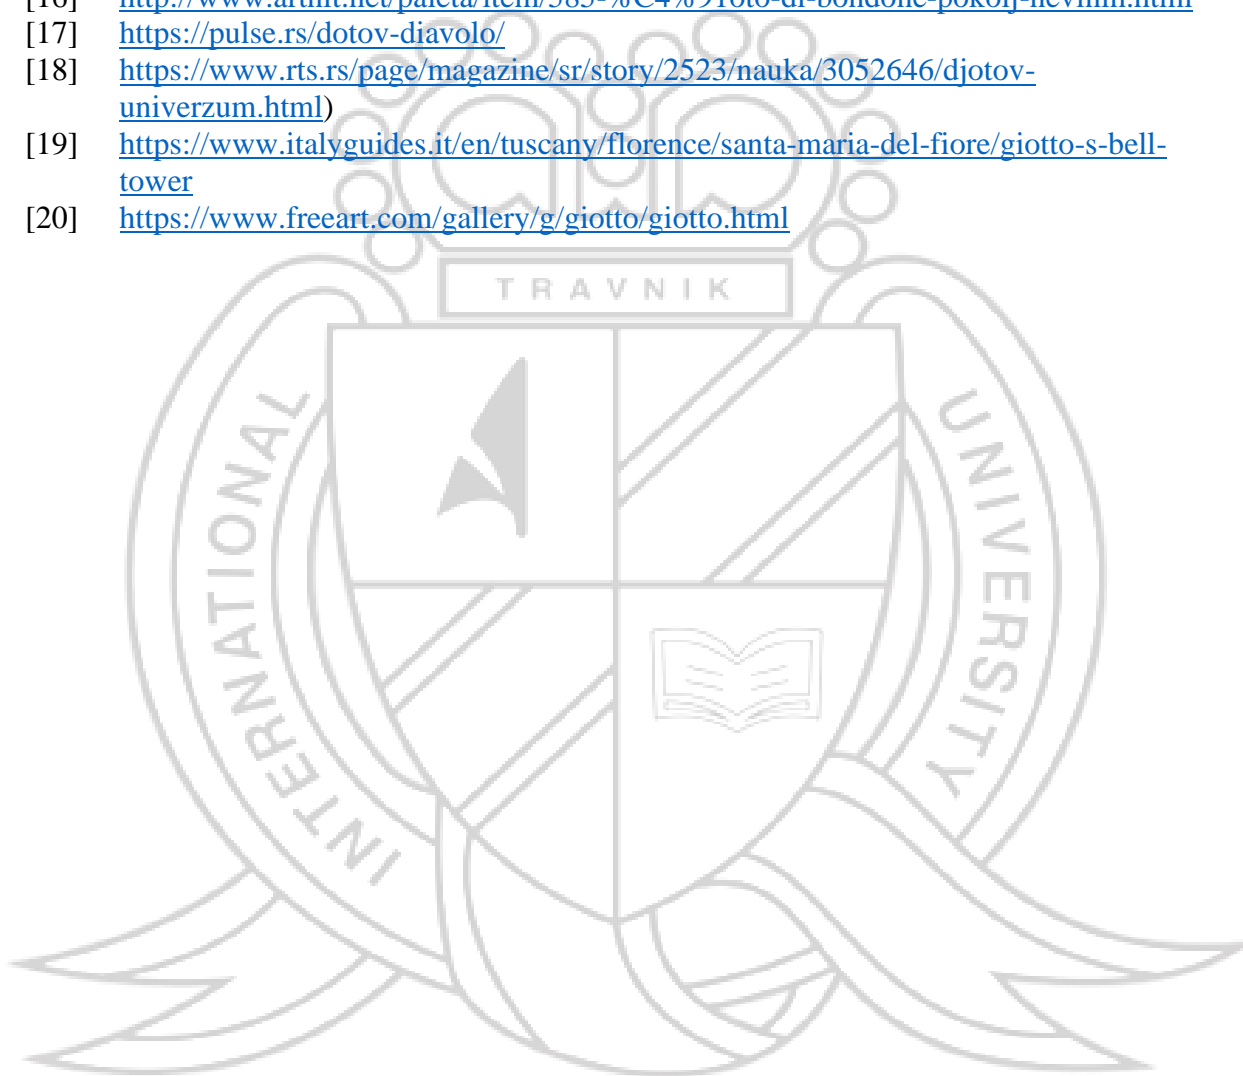 [16]
[17] https://pulse.rs/dotov-diavolo/
[18] https://www.rts.rs/page/magazine/sr/story/2523/nauka/3052646/djotov-
univerzum.html)
[19] https://www.italyguides.it/en/tuscany/florence/santa-maria-del-fiore/giotto-s-bell-
tower
[20] https://www.freeart.com/gallery/g/giotto/giotto.html
TRAVNIK
INTERNATIONAL
UNIVERSITY